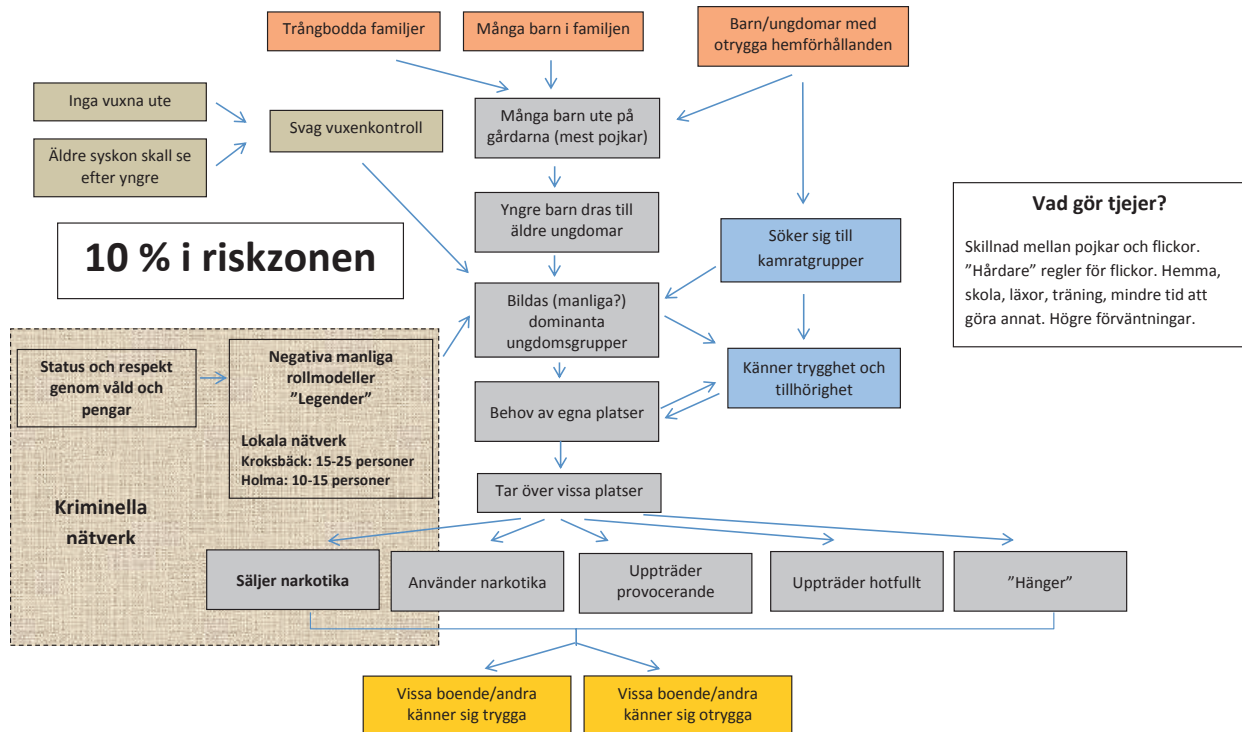 Trångbodda familjer
Många barn i familjen
Barn/ungdomar med
otrygga hemförhållanden
Inga vuxna ute
Äldre syskon skall se
efter yngre
Svag vuxenkontroll
Många barn ute på
gårdarna (mest pojkar)
Yngre barn dras till
äldre ungdomar
Söker sig till
kamratgrupper
Vad gör tjejer?
Skillnad mellan pojkar och flickor.
”Hårdare” regler för flickor. Hemma,
skola, läxor, träning, mindre tid att
göra annat. Högre förväntningar.
10 % i riskzonen
Bildas (manliga?)
dominanta
ungdomsgrupper
Känner trygghet och
tillhörighet
Status och respekt
genom våld och
pengar
Negativa manliga
rollmodeller
”Legender”
Lokala nätverk
Kroksbäck: 15-25 personer
Holma: 10-15 personer
Behov av egna platser
Tar över vissa platser
Kriminella
nätverk
Säljer narkotika
Använder narkotika
Uppträder
provocerande
Uppträder hotfullt
”Hänger”
Vissa boende/andra
känner sig trygga
Vissa boende/andra
känner sig otrygga